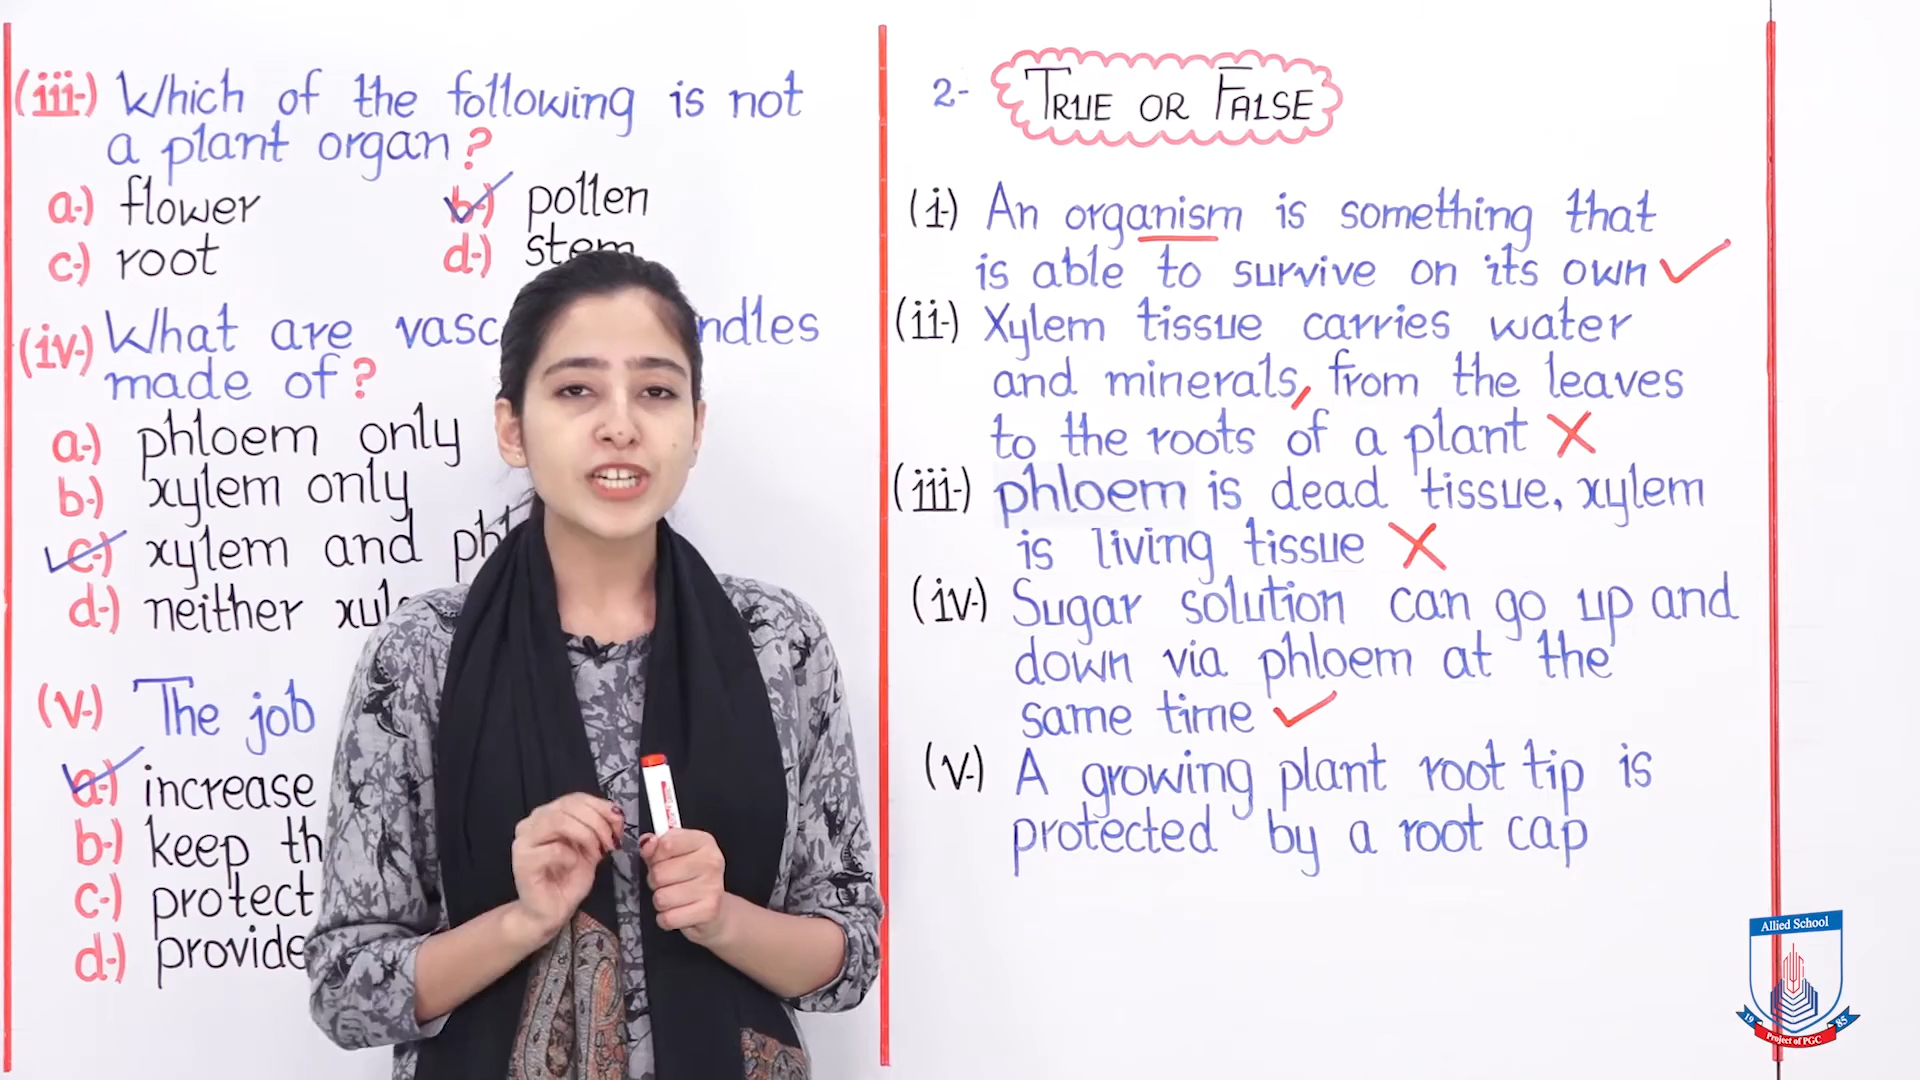 (iii-) Which of the following is not
a plant organ?
a-) flower
b-) pollen
c-) root
d-) stem
(iv-) What are vasc ndles
made of?
a-) phloem only
b-) xylem only
c-) xylem and phl
d-) neither xyl
(v-) The job
a-) increase
b-) keep th
c-) protect
d-) provide
2- TRUE OR FALSE
(i-) An organism is something that
is able to survive on its own ✓
(ii-) Xylem tissue carries water
and minerals, from the leaves
to the roots of a plant ✗
(iii-) phloem is dead tissue, xylem
is living tissue ✗
(iv-) Sugar solution can go up and
down via phloem at the
same time ✓
(v-) A growing plant root tip is
protected by a root cap
Allied School
1985
Project of PGC